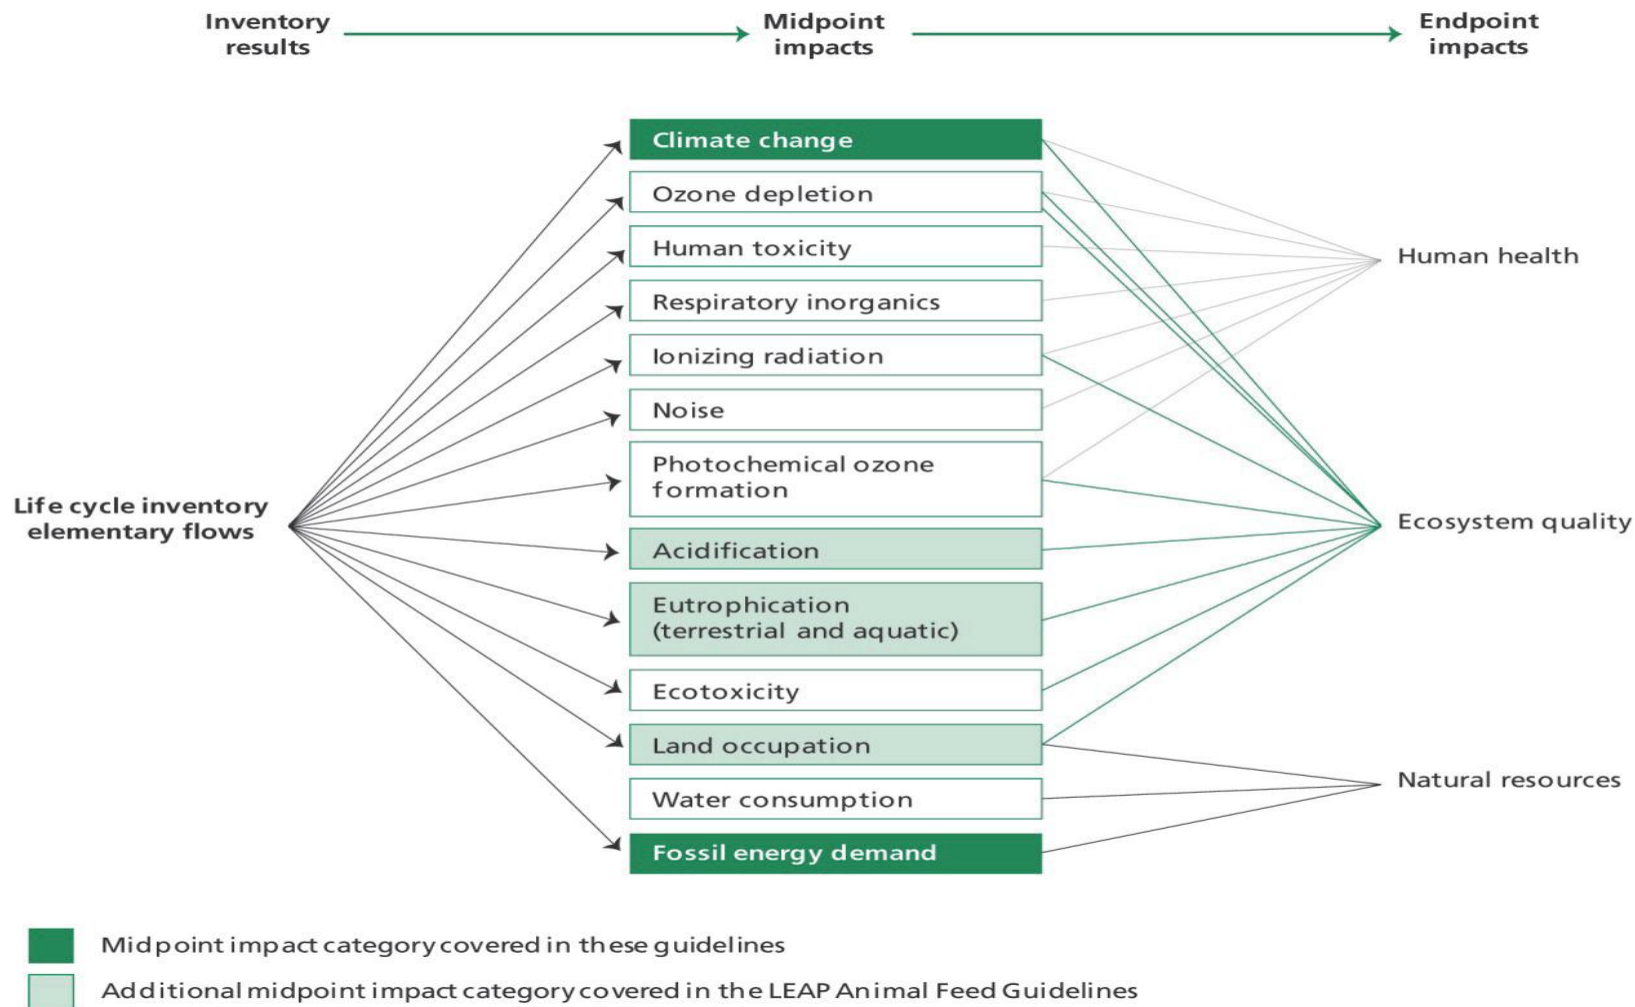 Inventory
results
Midpoint
impacts
Endpoint
impacts
Climate change
Ozone depletion
Human toxicity
Respiratory inorganics
Ionizing radiation
Noise
Photochemical ozone
formation
Acidification
Eutrophication
(terrestrial and aquatic)
Ecotoxicity
Land occupation
Water consumption
Fossil energy demand
Life cycle inventory
elementary flows
Human health
Ecosystem quality
Natural resources
Midpoint impact category covered in these guidelines
Additional midpoint impact category covered in the LEAP Animal Feed Guidelines